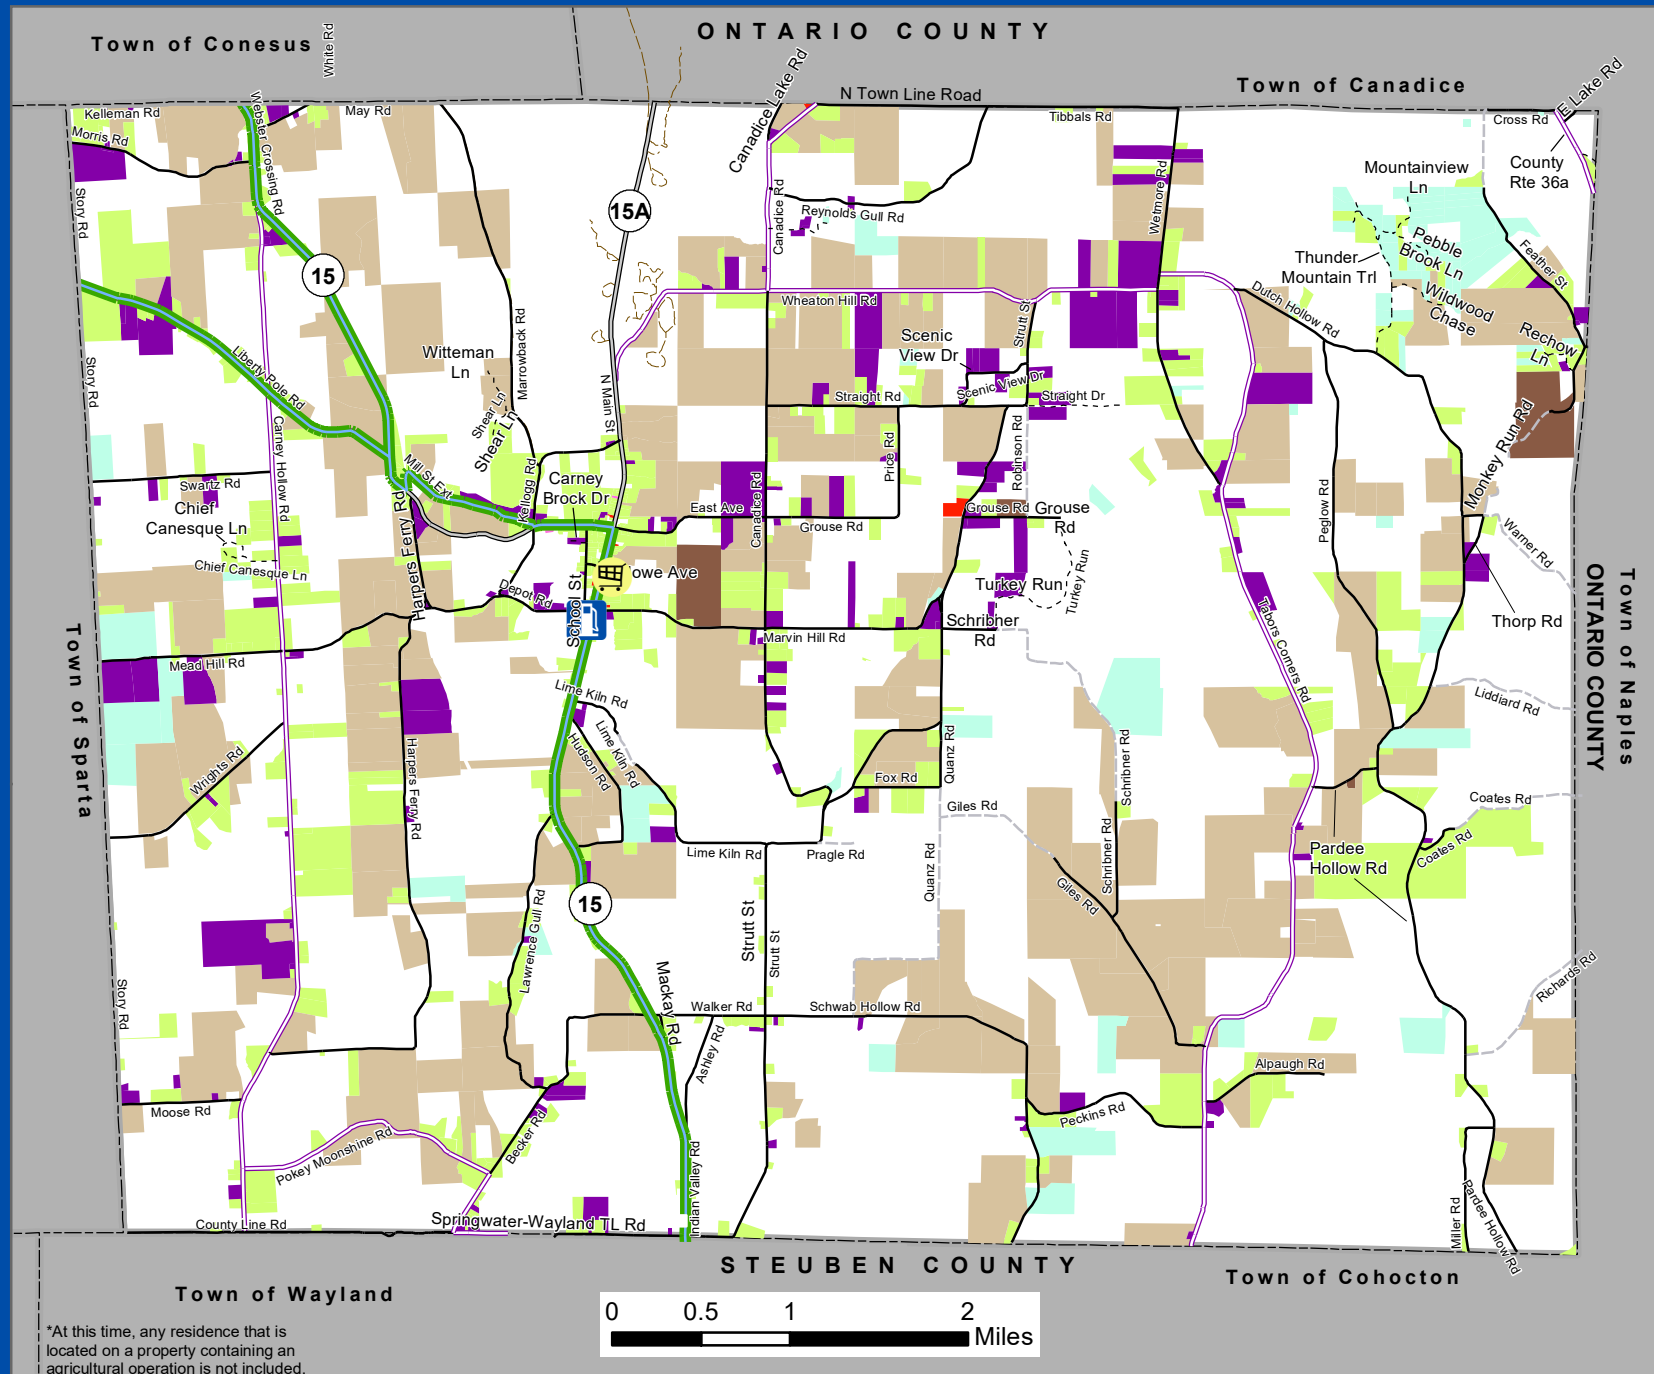 ONTARIO COUNTY
Town of Conesus
White Rd
Town of Canadice
E Lake Rd
Canadice Lake Rd
N Town Line Road
Kelleman Rd
May Rd
Tibbals Rd
Cross Rd
Morris Rd
Webster Crossing Rd
Mountainview
Ln
County
Rte 36a
Story Rd
15A
Canadice Rd
Reynolds Gull Rd
Wetmore Rd
Pebble
Brook Ln
Feather St
Thunder
Mountain Trl
15
Wheaton Hill Rd
Dutch Hollow Rd
Wildwood
Chase
Strutt St
Scenic
View Dr
Rechow
Ln
Marrowback Rd
Witteman
Ln
Liberty Pole Rd
Story Rd
N Main St
Scenic View Dr
Straight Rd
Straight Dr
Shear Ln
Shear Ln
Carney Hollow Rd
Price Rd
Robinson Rd
Monkey Run Rd
Mill St Ext
Swartz Rd
Kellogg Rd
Carney
Brock Dr
Canadice Rd
Peglow Rd
Chief
Canesque Ln
East Ave
Grouse Rd
Grouse Rd
Grouse
Rd
Warner Rd
Harpers Ferry Rd
Chief Canesque Ln
owe Ave
Depot Rd
School St
Turkey Run
Turkey Run
Tabors Corners Rd
Town of Naples
ONTARIO COUNTY
Thorp Rd
Schribner
Rd
Marvin Hill Rd
Town of Sparta
Mead Hill Rd
Lime Kiln Rd
Liddiard Rd
Lime Kiln Rd
Hudson Rd
Harpers Ferry Rd
Wrights Rd
Quanz Rd
Schribner Rd
Fox Rd
Giles Rd
Coates Rd
Lime Kiln Rd
Pragle Rd
Quanz Rd
Schribner Rd
Pardee
Hollow Rd
Coates Rd
Giles Rd
15
Lawrence Gull Rd
Strutt St
Strutt St
Mackay Rd
Richards Rd
Story Rd
Walker Rd
Schwab Hollow Rd
Ashley Rd
Alpaugh Rd
Moose Rd
Peckins Rd
Becker Rd
Pokey Moonshine Rd
Indian Valley Rd
Miller Rd
Pardee Hollow Rd
County Line Rd
Springwater-Wayland TL Rd
STEUBEN COUNTY
Town of Cohocton
Town of Wayland
0 0.5 1 2
Miles
*At this time, any residence that is
located on a property containing an
agricultural operation is not included.